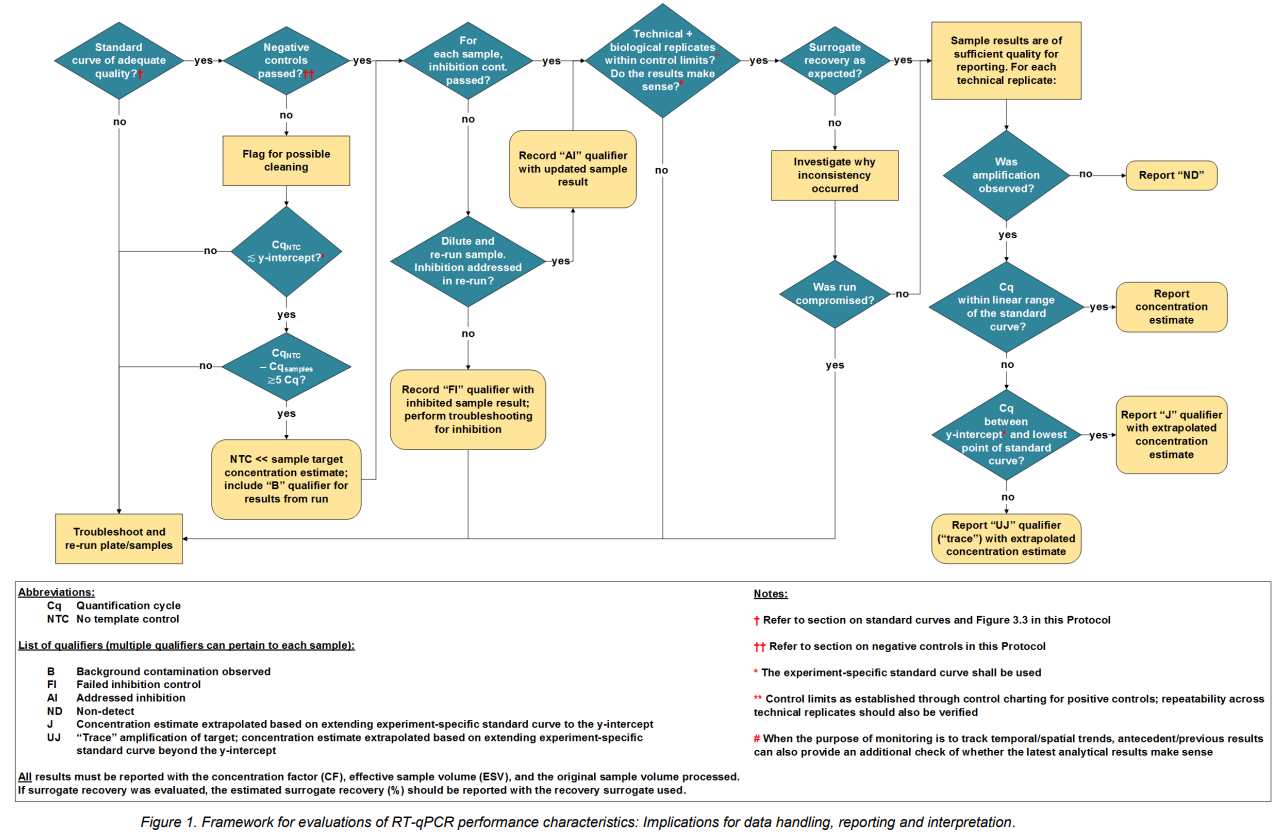 Standard
curve of adequate
quality?†
yes
no
Negative
controls
passed?††
yes
no
Flag for possible
cleaning
CqNTC
≲ y-intercept?*
no
yes
CqNTC
– Cqsamples
≳5 Cq?
no
yes
NTC << sample target
concentration estimate;
include “B” qualifier for
results from run
Troubleshoot and
re-run plate/samples
For
each sample,
inhibition cont.
passed?
yes
no
Record “AI” qualifier
with updated sample
result
Dilute and
re-run sample.
Inhibition addressed
in re-run?
yes
no
Record “FI” qualifier with
inhibited sample result;
perform troubleshooting
for inhibition
Technical +
biological replicates
within control limits?**
Do the results make
sense?#
yes
no
Surrogate
recovery as
expected?
yes
no
Investigate why
inconsistency
occurred
Was run
compromised?
no
yes
Sample results are of
sufficient quality for
reporting. For each
technical replicate:
Was
amplification
observed?
no
Report “ND”
yes
Cq
within linear range
of the standard
curve?
yes
Report
concentration
estimate
no
Cq
between
y-intercept* and lowest
point of standard
curve?
yes
Report “J” qualifier
with extrapolated
concentration
estimate
no
Report “UJ” qualifier
(“trace”) with extrapolated
concentration estimate
Abbreviations:
Cq Quantification cycle
NTC No template control
List of qualifiers (multiple qualifiers can pertain to each sample):
B Background contamination observed
FI Failed inhibition control
AI Addressed inhibition
ND Non-detect
J Concentration estimate extrapolated based on extending experiment-specific standard curve to the y-intercept
UJ “Trace” amplification of target; concentration estimate extrapolated based on extending experiment-specific
standard curve beyond the y-intercept
All results must be reported with the concentration factor (CF), effective sample volume (ESV), and the original sample volume processed.
If surrogate recovery was evaluated, the estimated surrogate recovery (%) should be reported with the recovery surrogate used.
Notes:
† Refer to section on standard curves and Figure 3.3 in this Protocol
†† Refer to section on negative controls in this Protocol
* The experiment-specific standard curve shall be used
** Control limits as established through control charting for positive controls; repeatability across
technical replicates should also be verified
# When the purpose of monitoring is to track temporal/spatial trends, antecedent/previous results
can also provide an additional check of whether the latest analytical results make sense
Figure 1. Framework for evaluations of RT-qPCR performance characteristics: Implications for data handling, reporting and interpretation.